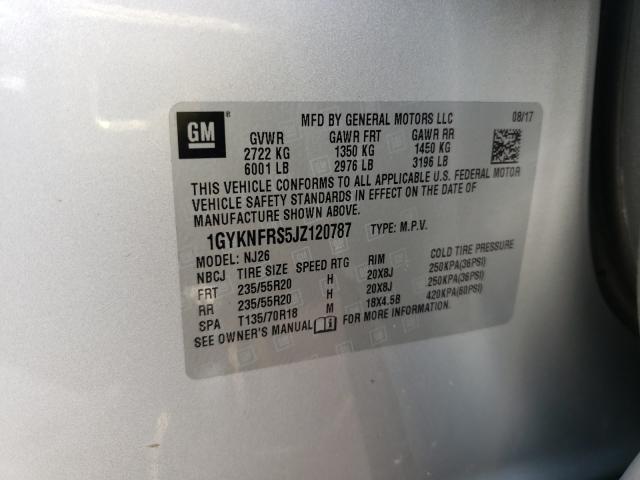 GM
MFD BY GENERAL MOTORS LLC 08/17
GVWR GAWR FRT GAWR RR
2722 KG 1350 KG 1450 KG
6001 LB 2976 LB 3196 LB
THIS VEHICLE CONFORMS TO ALL APPLICABLE U.S. FEDERAL MOTOR
VEHICLE SAFETY STANDARDS IN EFFECT ON THE DATE OF
MANUFACTURE SHOWN ABOVE.
1GYKNFRS5JZ120787 TYPE: M.P.V.
MODEL: NJ26
NBCJ TIRE SIZE SPEED RTG RIM COLD TIRE PRESSURE
FRT 235/55R20 H 20X8J 250KPA(36PSI)
RR 235/55R20 H 20X8J 250KPA(36PSI)
SPA T135/70R18 M 18X4.5B 420KPA(60PSI)
SEE OWNER'S MANUAL FOR MORE INFORMATION.